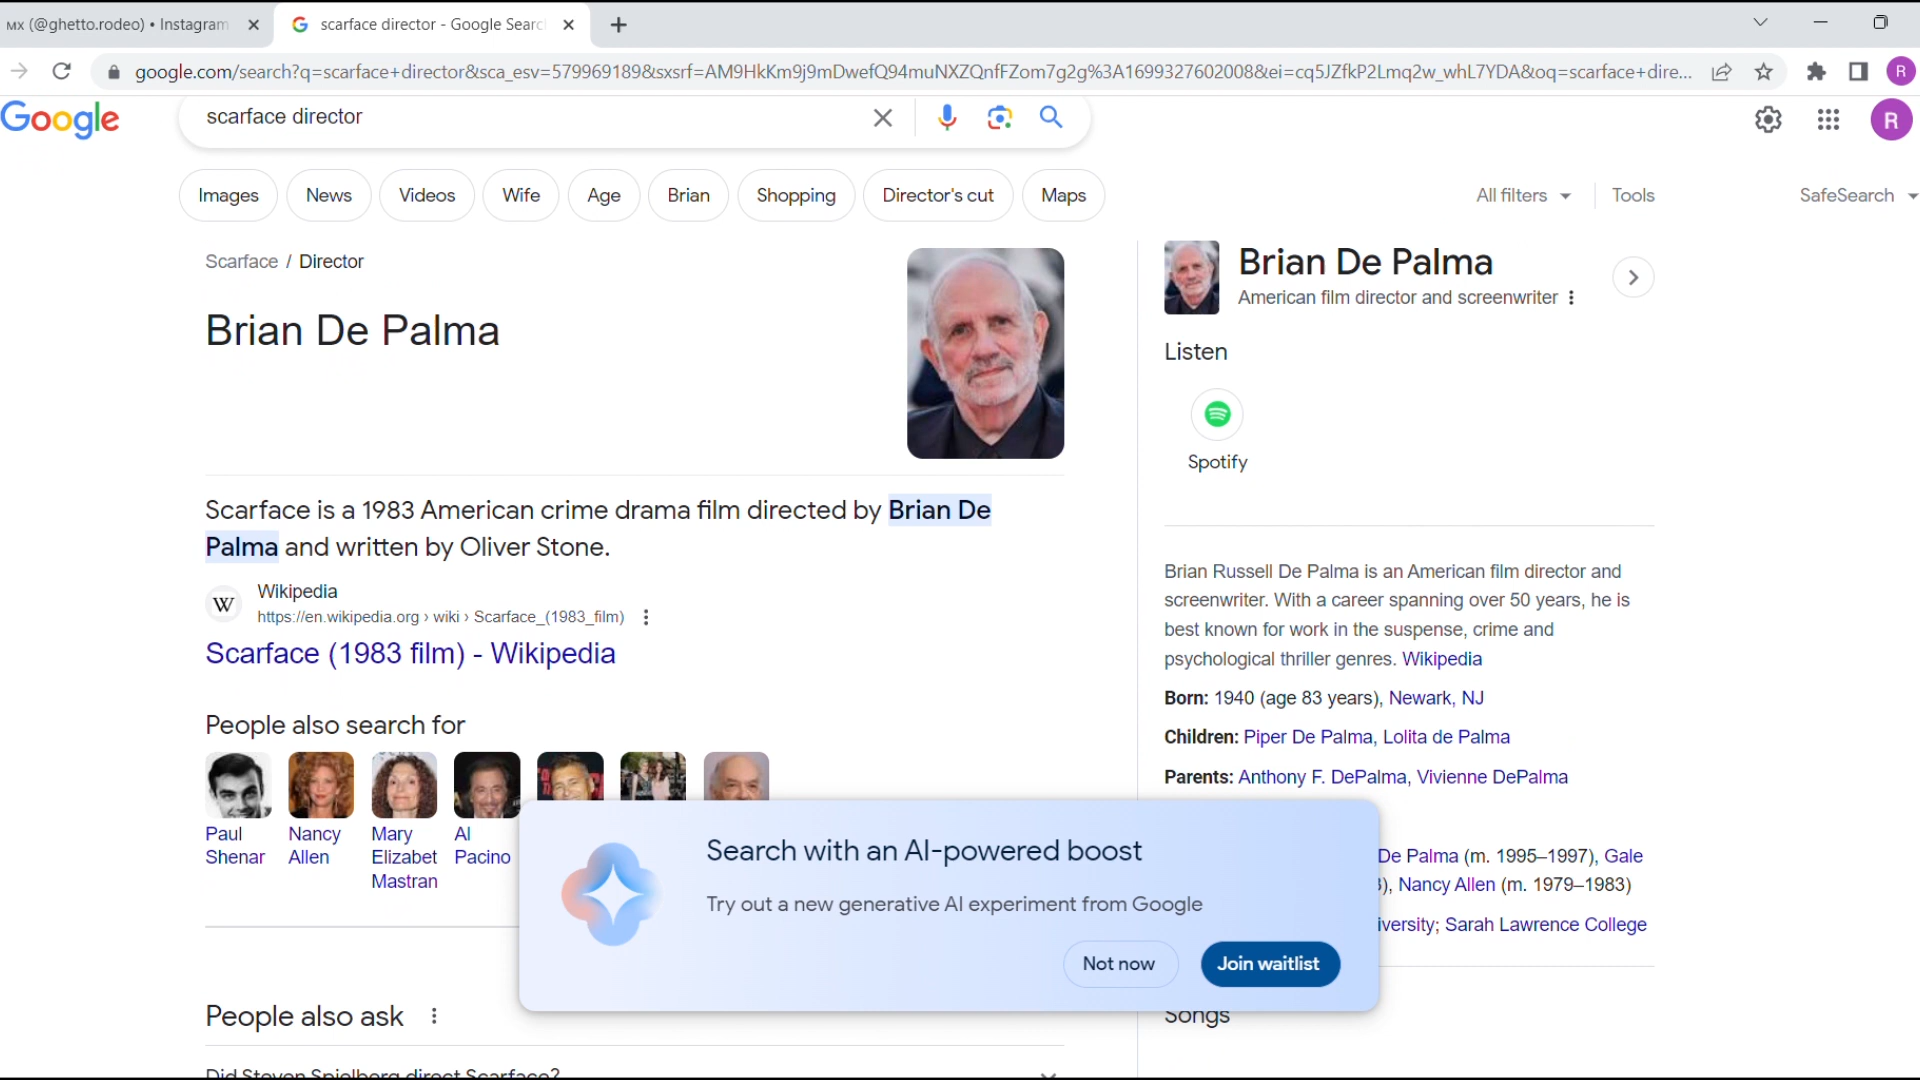 MX (@ghetto.rodeo) • Instagram
scarface director - Google Searc
google.com/search?q=scarface+director&sca_esv=579969189&sxsrf=AM9HkKm9j9mDwefQ94muNXZQnfFZom7g2g%3A1699327602008&ei=cq5JZfkP2Lmq2w_whL7YDA&oq=scarface+dire...
R
Google
scarface director
R
Images
News
Videos
Wife
Age
Brian
Shopping
Director's cut
Maps
All filters
Tools
SafeSearch
Scarface / Director
Brian De Palma
Scarface is a 1983 American crime drama film directed by Brian De
Palma and written by Oliver Stone.
W
Wikipedia
https://en.wikipedia.org › wiki › Scarface_(1983_film)
Scarface (1983 film) - Wikipedia
People also search for
Paul
Shenar
Nancy
Allen
Mary
Elizabet
Mastran
Al
Pacino
People also ask
Did Steven Spielberg direct Scarface?
Brian De Palma
American film director and screenwriter
Listen
Spotify
Brian Russell De Palma is an American film director and
screenwriter. With a career spanning over 50 years, he is
best known for work in the suspense, crime and
psychological thriller genres. Wikipedia
Born: 1940 (age 83 years), Newark, NJ
Children: Piper De Palma, Lolita de Palma
Parents: Anthony F. DePalma, Vivienne DePalma
De Palma (m. 1995–1997), Gale
), Nancy Allen (m. 1979–1983)
iversity; Sarah Lawrence College
Songs
Search with an AI-powered boost
Try out a new generative AI experiment from Google
Not now
Join waitlist